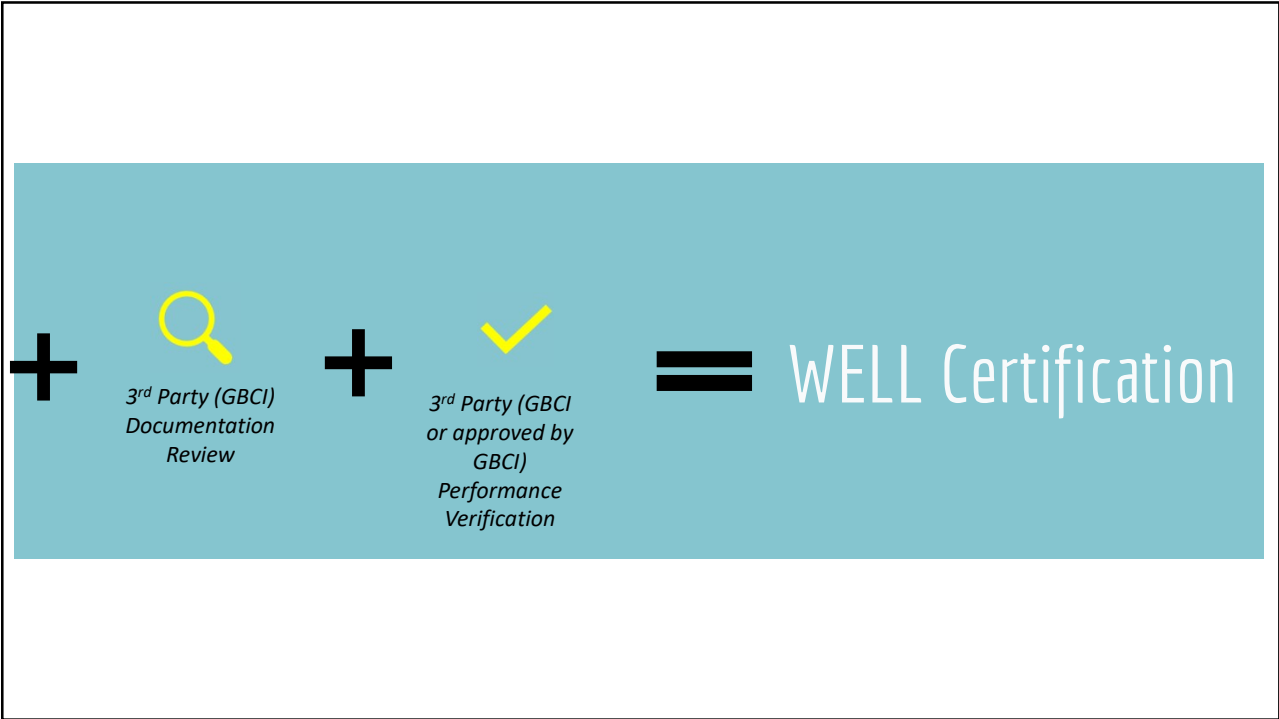 +
3rd Party (GBCI)
Documentation
Review
+
3rd Party (GBCI
or approved by
GBCI)
Performance
Verification
=
WELL Certification